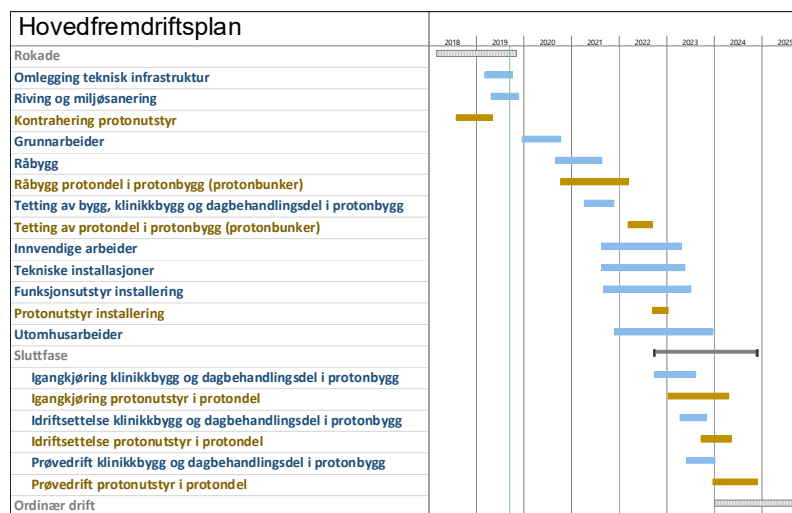 Hovedfremdriftsplan
2018 2019 2020 2021 2022 2023 2024 2025
Rokade
Omlegging teknisk infrastruktur
Riving og miljøsanering
Kontrahering protonutstyr
Grunnarbeider
Råbygg
Råbygg protondel i protonbygg (protonbunker)
Tetting av bygg, klinikkbygg og dagbehandlingsdel i protonbygg
Tetting av protondel i protonbygg (protonbunker)
Innvendige arbeider
Tekniske installasjoner
Funksjonsutstyr installering
Protonutstyr installering
Utomhusarbeider
Sluttfase
Igangkjøring klinikkbygg og dagbehandlingsdel i protonbygg
Igangkjøring protonutstyr i protondel
Idriftsettelse klinikkbygg og dagbehandlingsdel i protonbygg
Idriftsettelse protonutstyr i protondel
Prøvedrift klinikkbygg og dagbehandlingsdel i protonbygg
Prøvedrift protonutstyr i protondel
Ordinær drift